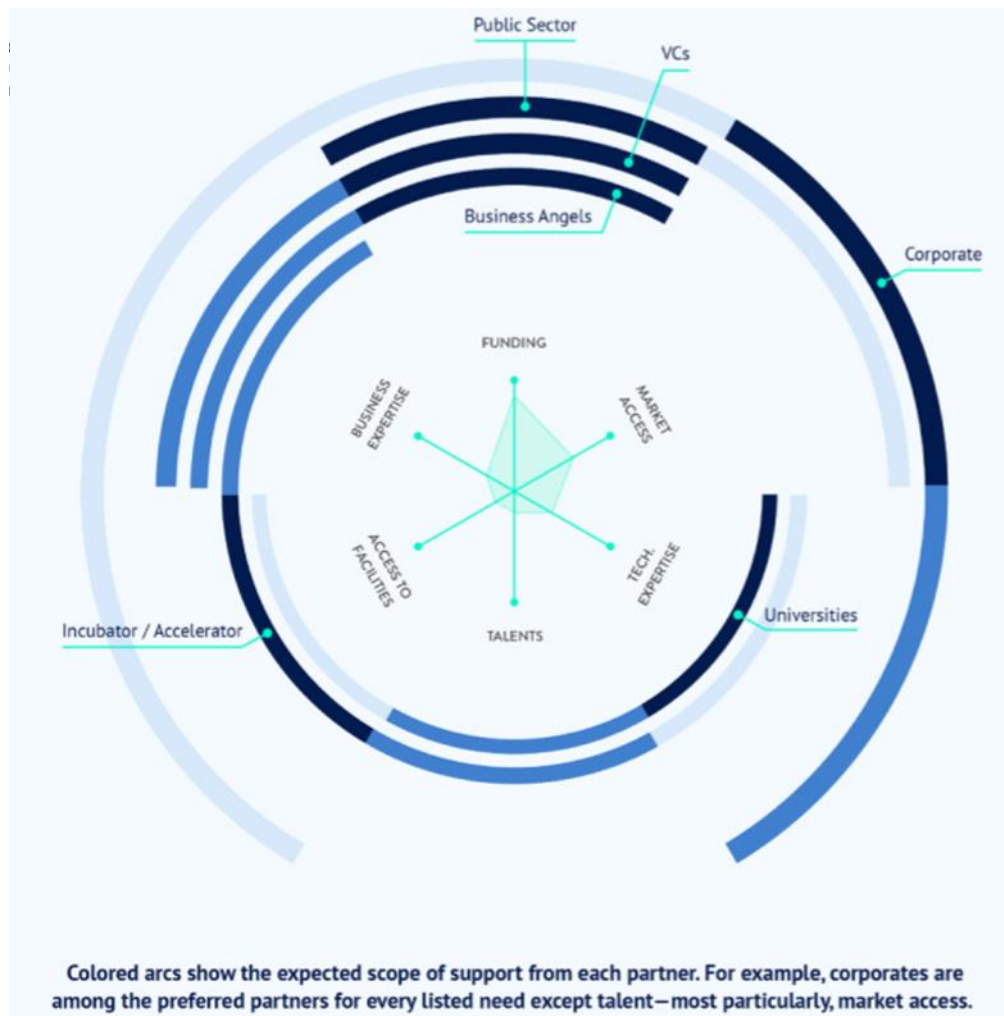 Public Sector
VCs
Business Angels
Corporate
FUNDING
BUSINESS
EXPERTISE
MARKET
ACCESS
ACCESS TO
FACILITIES
TECH.
EXPERTISE
TALENTS
Incubator / Accelerator
Universities
Colored arcs show the expected scope of support from each partner. For example, corporates are
among the preferred partners for every listed need except talent—most particularly, market access.